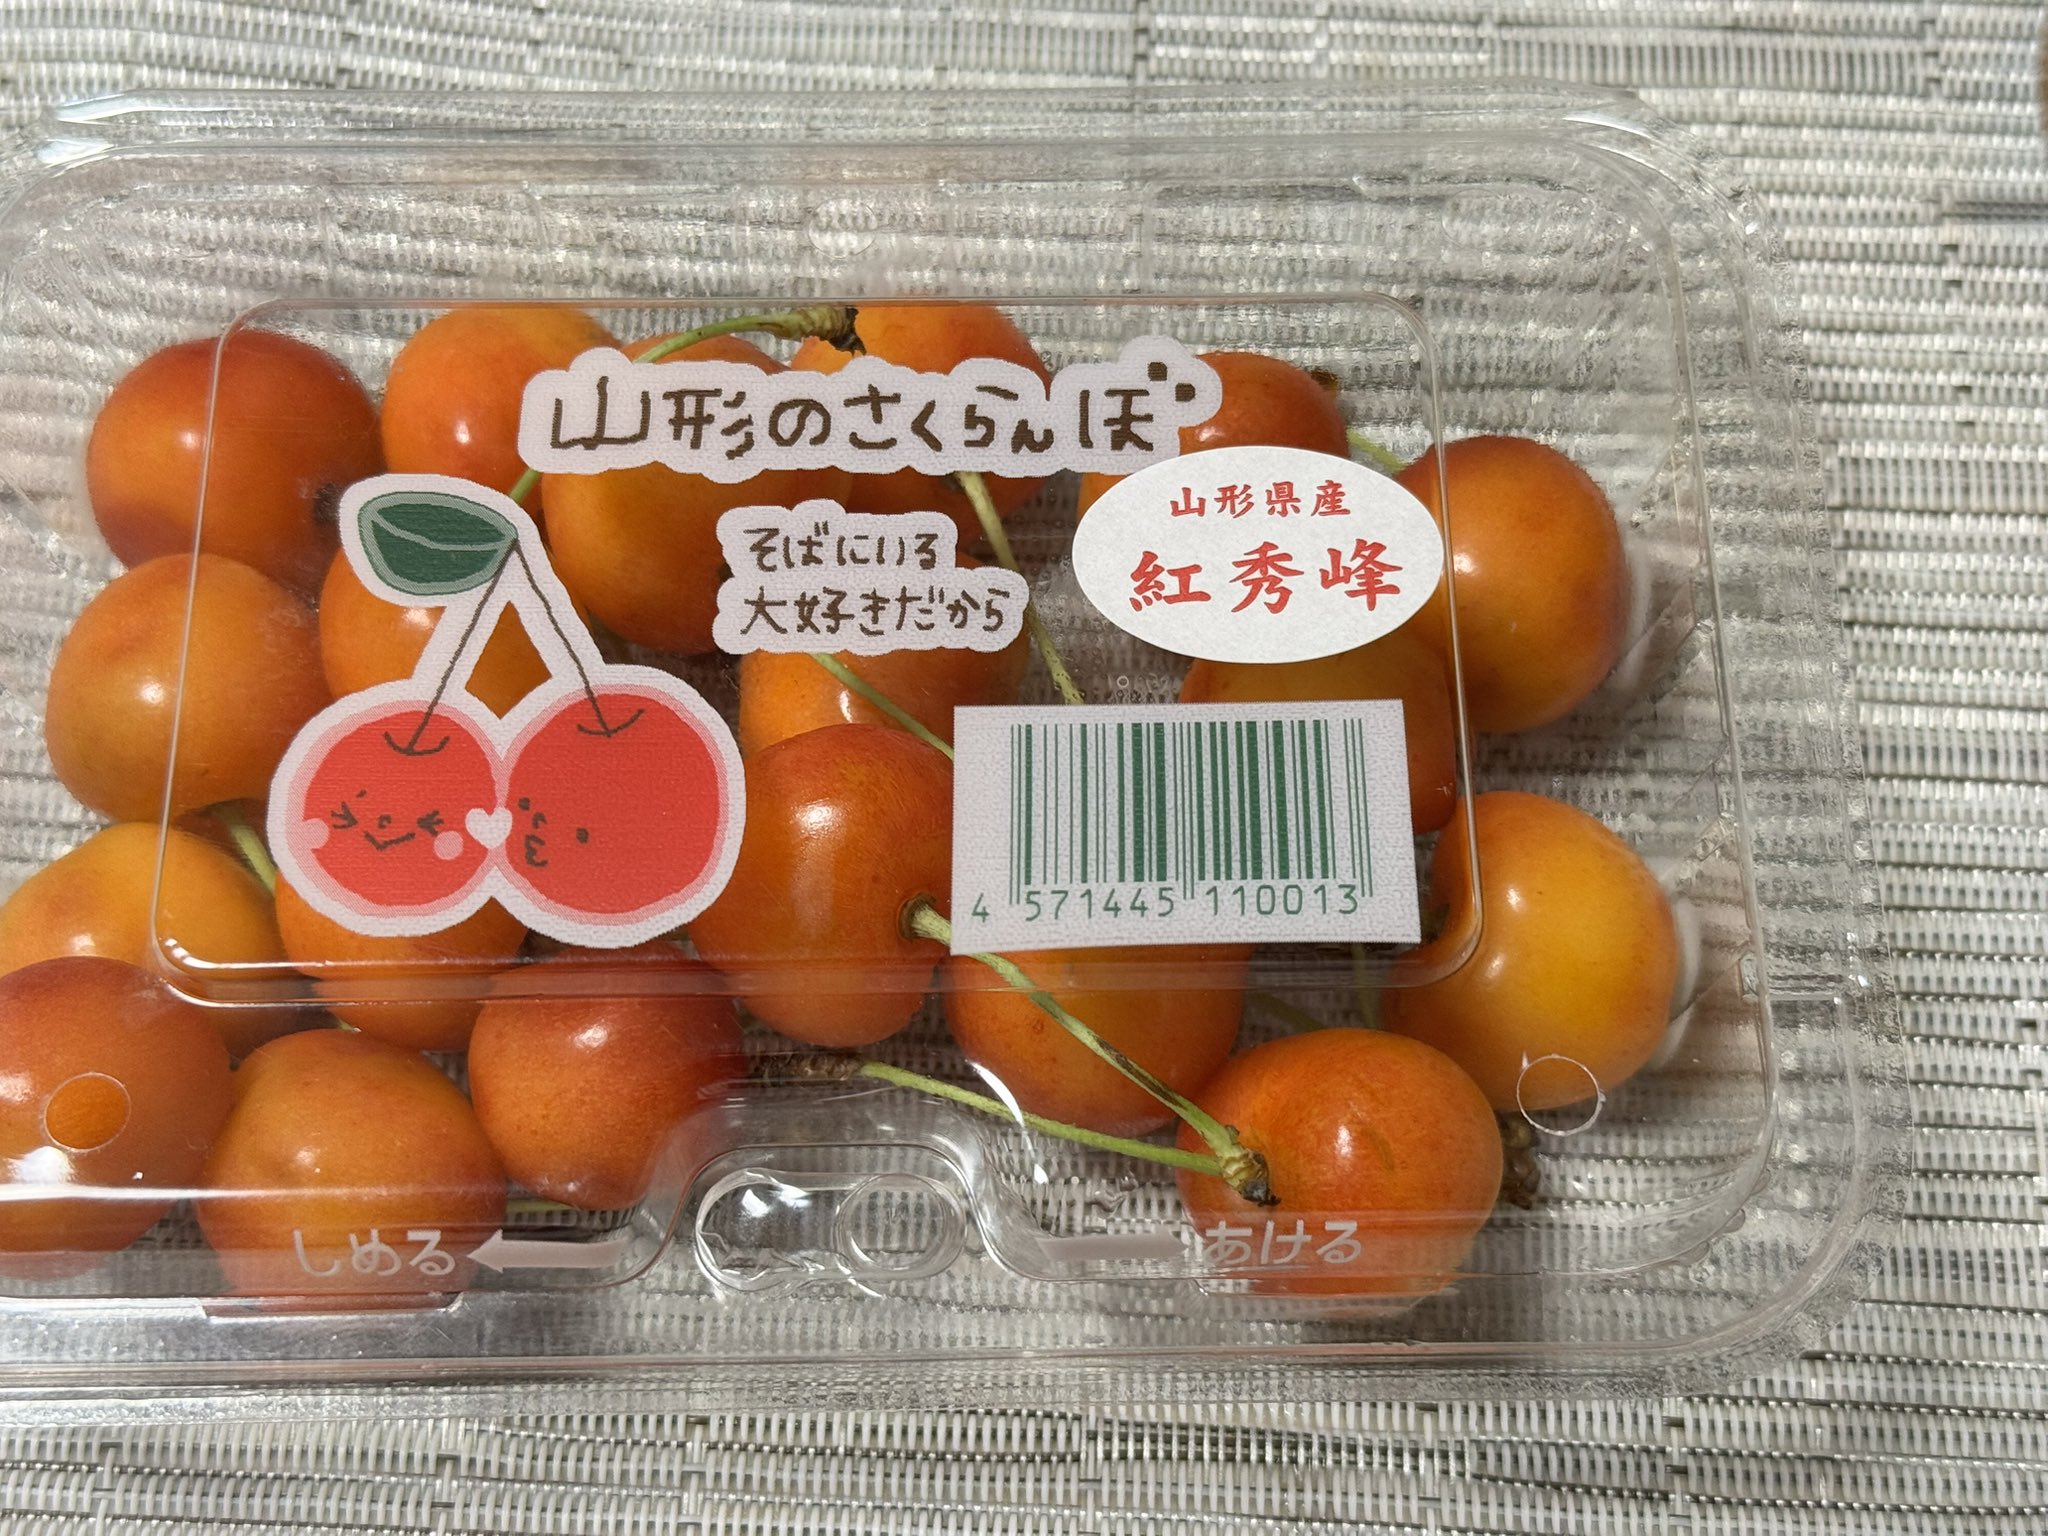 山形のさくらんぼ
そばにいる
大好きだから
山形県産
紅秀峰
4 571445 110013
しめる
あける